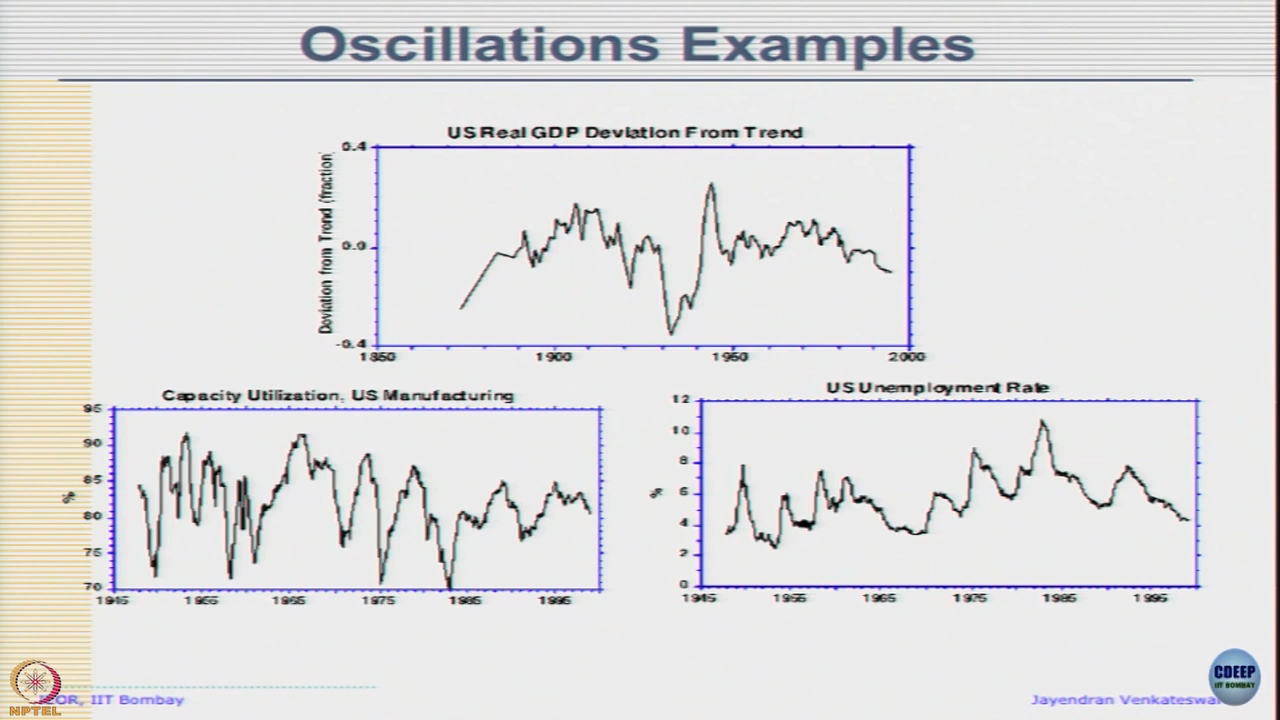 Oscillations Examples
US Real GDP Deviation From Trend
Deviation from Trend (fraction)
0.4
0.0
-0.4
1850 1900 1950 2000
Capacity Utilization, US Manufacturing
%
95
90
85
80
75
70
1945 1955 1965 1975 1985 1995
US Unemployment Rate
%
12
10
8
6
4
2
0
1945 1955 1965 1975 1985 1995
IEOR, IIT Bombay
NPTEL
Jayendran Venkateswar
CDEEP
IIT BOMBAY